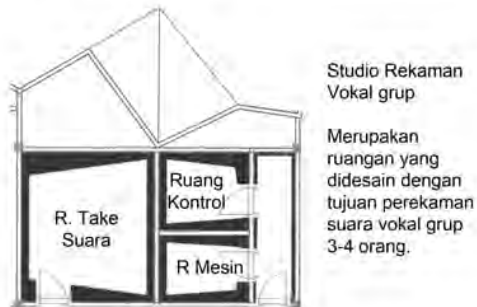 Studio Rekaman
Vokal grup
Merupakan
ruangan yang
didesain dengan
tujuan perekaman
suara vokal grup
3-4 orang.
R. Take
Suara
Ruang
Kontrol
R Mesin